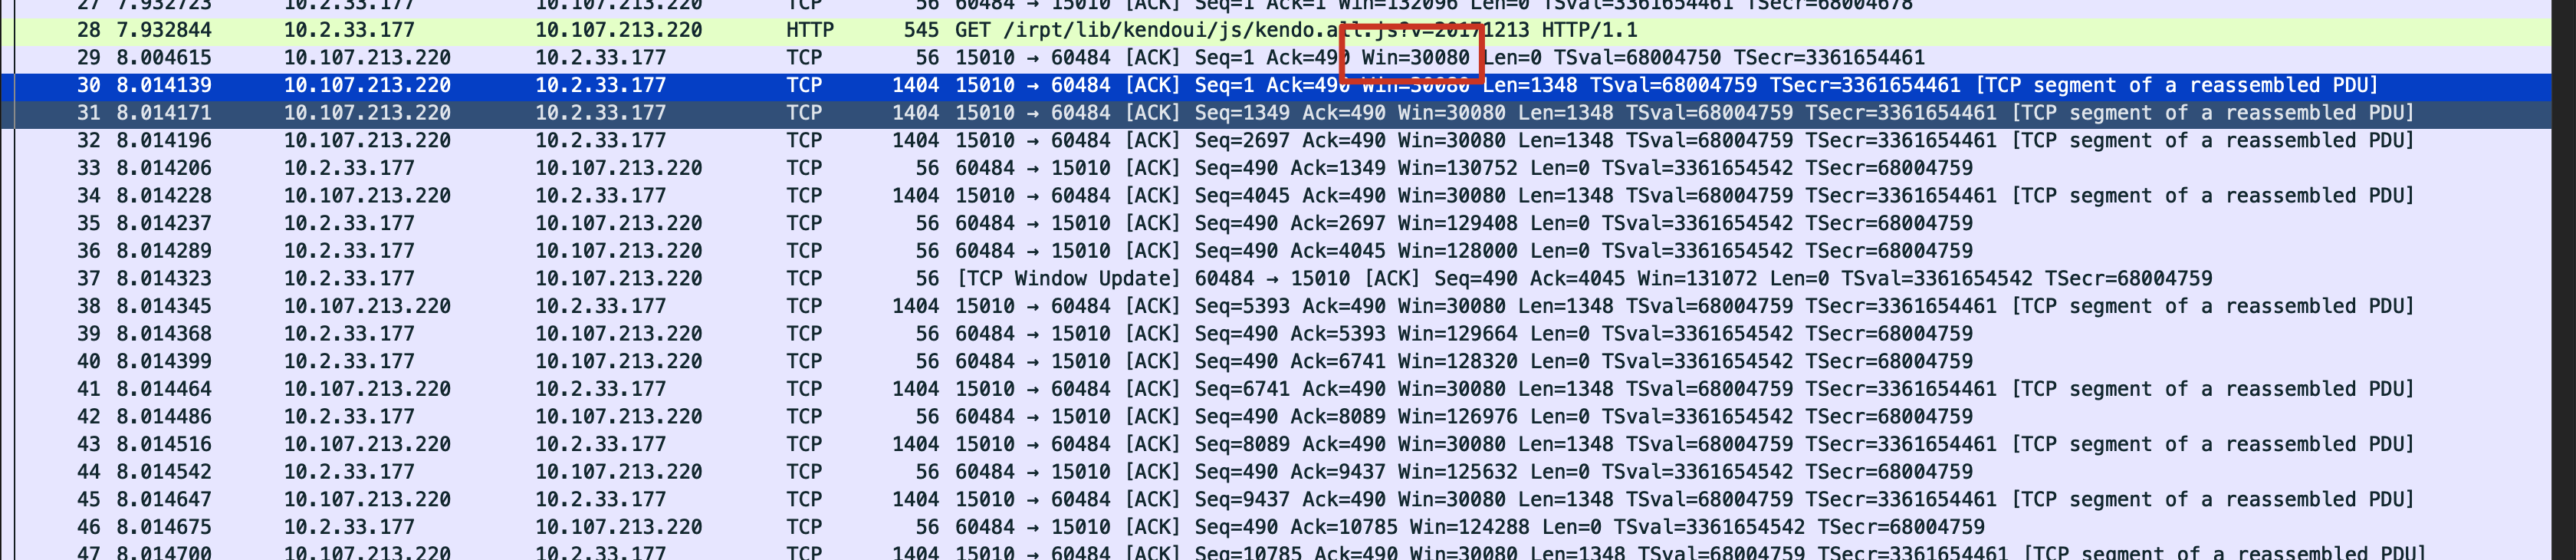 27 7.932723 10.2.33.177 10.107.213.220 TCP 56 60484 → 15010 [ACK] Seq=1 Ack=1 Win=132096 Len=0 TSval=3361654461 TSecr=68004678
28 7.932844 10.2.33.177 10.107.213.220 HTTP 545 GET /irpt/lib/kendoui/js/kendo.all.js?v=20171213 HTTP/1.1
29 8.004615 10.107.213.220 10.2.33.177 TCP 56 15010 → 60484 [ACK] Seq=1 Ack=490 Win=30080 Len=0 TSval=68004750 TSecr=3361654461
30 8.014139 10.107.213.220 10.2.33.177 TCP 1404 15010 → 60484 [ACK] Seq=1 Ack=490 Win=30080 Len=1348 TSval=68004759 TSecr=3361654461 [TCP segment of a reassembled PDU]
31 8.014171 10.107.213.220 10.2.33.177 TCP 1404 15010 → 60484 [ACK] Seq=1349 Ack=490 Win=30080 Len=1348 TSval=68004759 TSecr=3361654461 [TCP segment of a reassembled PDU]
32 8.014196 10.107.213.220 10.2.33.177 TCP 1404 15010 → 60484 [ACK] Seq=2697 Ack=490 Win=30080 Len=1348 TSval=68004759 TSecr=3361654461 [TCP segment of a reassembled PDU]
33 8.014206 10.2.33.177 10.107.213.220 TCP 56 60484 → 15010 [ACK] Seq=490 Ack=1349 Win=130752 Len=0 TSval=3361654542 TSecr=68004759
34 8.014228 10.107.213.220 10.2.33.177 TCP 1404 15010 → 60484 [ACK] Seq=4045 Ack=490 Win=30080 Len=1348 TSval=68004759 TSecr=3361654461 [TCP segment of a reassembled PDU]
35 8.014237 10.2.33.177 10.107.213.220 TCP 56 60484 → 15010 [ACK] Seq=490 Ack=2697 Win=129408 Len=0 TSval=3361654542 TSecr=68004759
36 8.014289 10.2.33.177 10.107.213.220 TCP 56 60484 → 15010 [ACK] Seq=490 Ack=4045 Win=128000 Len=0 TSval=3361654542 TSecr=68004759
37 8.014323 10.2.33.177 10.107.213.220 TCP 56 [TCP Window Update] 60484 → 15010 [ACK] Seq=490 Ack=4045 Win=131072 Len=0 TSval=3361654542 TSecr=68004759
38 8.014345 10.107.213.220 10.2.33.177 TCP 1404 15010 → 60484 [ACK] Seq=5393 Ack=490 Win=30080 Len=1348 TSval=68004759 TSecr=3361654461 [TCP segment of a reassembled PDU]
39 8.014368 10.2.33.177 10.107.213.220 TCP 56 60484 → 15010 [ACK] Seq=490 Ack=5393 Win=129664 Len=0 TSval=3361654542 TSecr=68004759
40 8.014399 10.2.33.177 10.107.213.220 TCP 56 60484 → 15010 [ACK] Seq=490 Ack=6741 Win=128320 Len=0 TSval=3361654542 TSecr=68004759
41 8.014464 10.107.213.220 10.2.33.177 TCP 1404 15010 → 60484 [ACK] Seq=6741 Ack=490 Win=30080 Len=1348 TSval=68004759 TSecr=3361654461 [TCP segment of a reassembled PDU]
42 8.014486 10.2.33.177 10.107.213.220 TCP 56 60484 → 15010 [ACK] Seq=490 Ack=8089 Win=126976 Len=0 TSval=3361654542 TSecr=68004759
43 8.014516 10.107.213.220 10.2.33.177 TCP 1404 15010 → 60484 [ACK] Seq=8089 Ack=490 Win=30080 Len=1348 TSval=68004759 TSecr=3361654461 [TCP segment of a reassembled PDU]
44 8.014542 10.2.33.177 10.107.213.220 TCP 56 60484 → 15010 [ACK] Seq=490 Ack=9437 Win=125632 Len=0 TSval=3361654542 TSecr=68004759
45 8.014647 10.107.213.220 10.2.33.177 TCP 1404 15010 → 60484 [ACK] Seq=9437 Ack=490 Win=30080 Len=1348 TSval=68004759 TSecr=3361654461 [TCP segment of a reassembled PDU]
46 8.014675 10.2.33.177 10.107.213.220 TCP 56 60484 → 15010 [ACK] Seq=490 Ack=10785 Win=124288 Len=0 TSval=3361654542 TSecr=68004759
47 8.014700 10.107.213.220 10.2.33.177 TCP 1404 15010 → 60484 [ACK] Seq=10785 Ack=490 Win=30080 Len=1348 TSval=68004759 TSecr=3361654461 [TCP segment of a reassembled PDU]